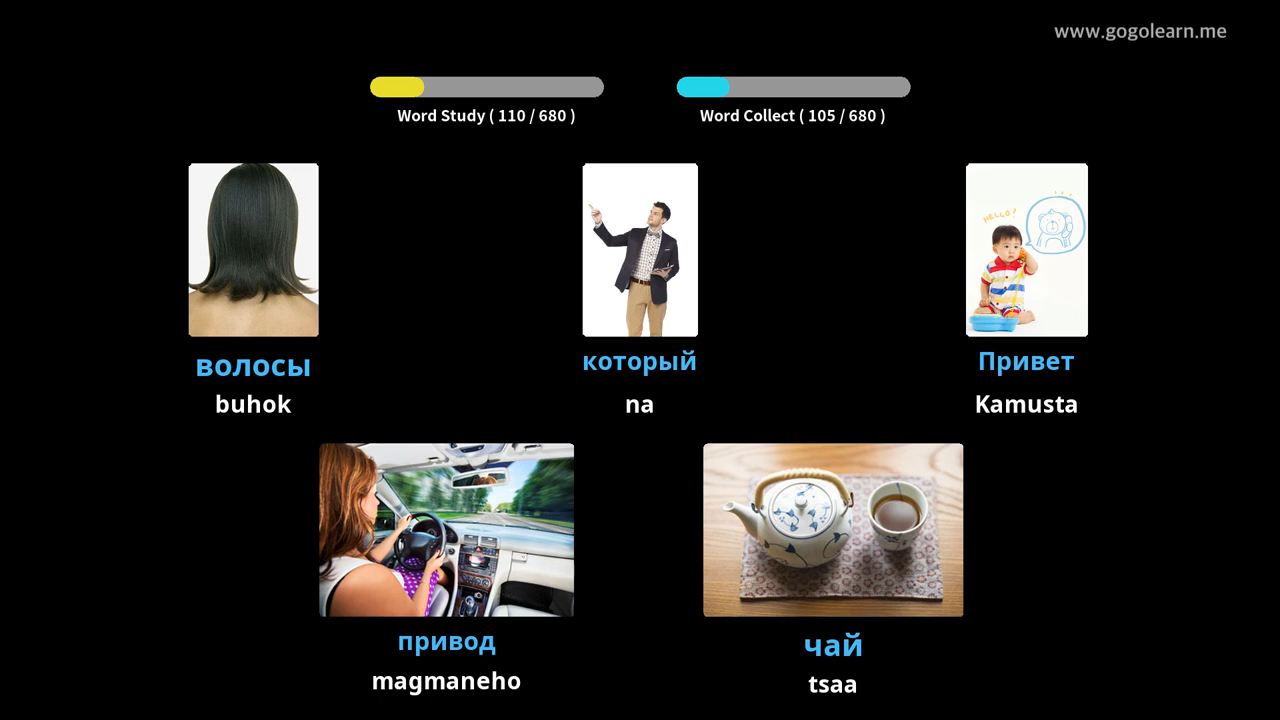 www.gogolearn.me
Word Study ( 110 / 680 )
Word Collect ( 105 / 680 )
HELLO?
волосы
buhok
который
na
Привет
Kamusta
привод
magmaneho
чай
tsaa